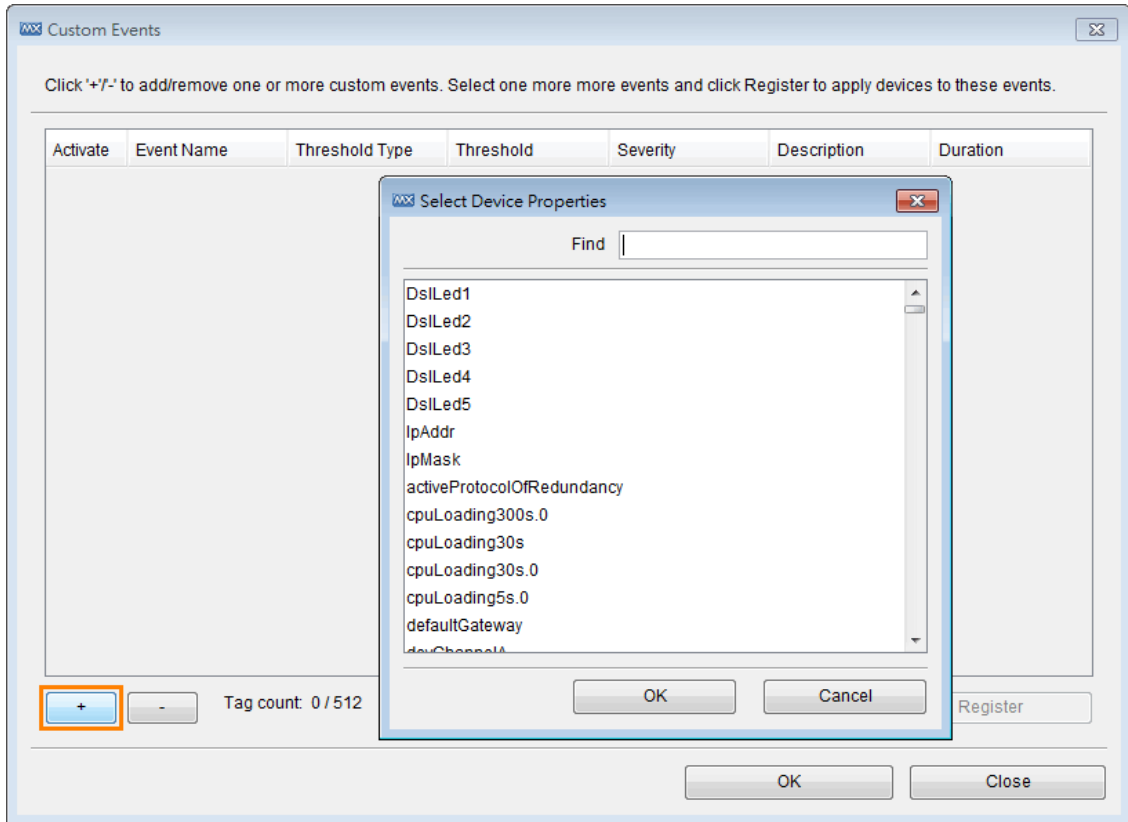 MX Custom Events
Click '+'/'-' to add/remove one or more custom events. Select one more more events and click Register to apply devices to these events.
Activate Event Name Threshold Type Threshold Severity Description Duration
MX Select Device Properties
Find
DslLed1
DslLed2
DslLed3
DslLed4
DslLed5
IpAddr
IpMask
activeProtocolOfRedundancy
cpuLoading300s.0
cpuLoading30s
cpuLoading30s.0
cpuLoading5s.0
defaultGateway
devChannelA
OK Cancel
+ - Tag count: 0 / 512 Register
OK Close